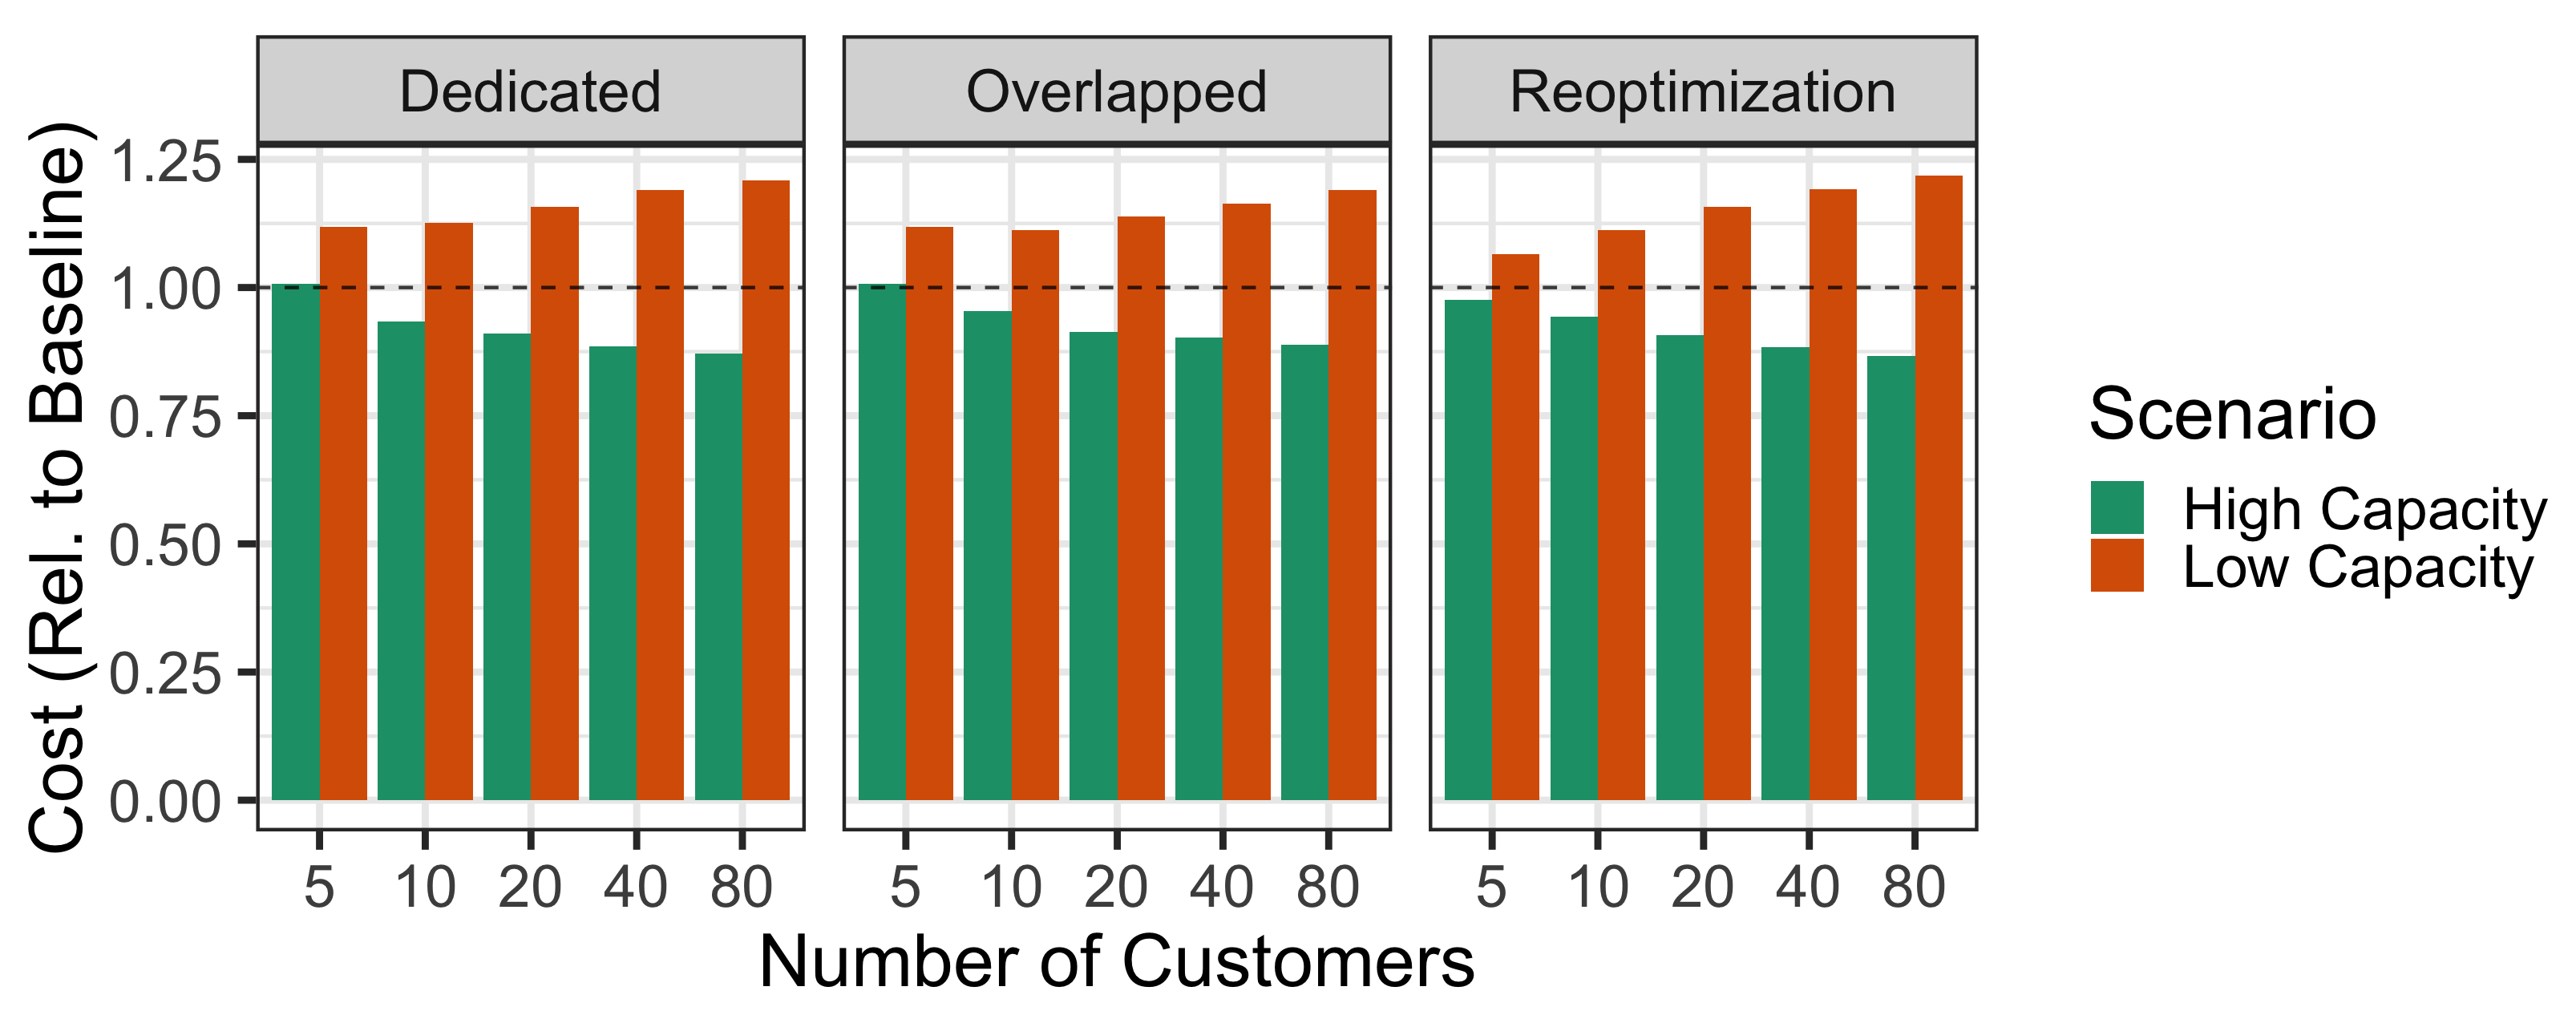 Dedicated
Overlapped
Reoptimization
Cost (Rel. to Baseline)
1.25
1.00
0.75
0.50
0.25
0.00
5 10 20 40 80
5 10 20 40 80
5 10 20 40 80
Number of Customers
Scenario
High Capacity
Low Capacity